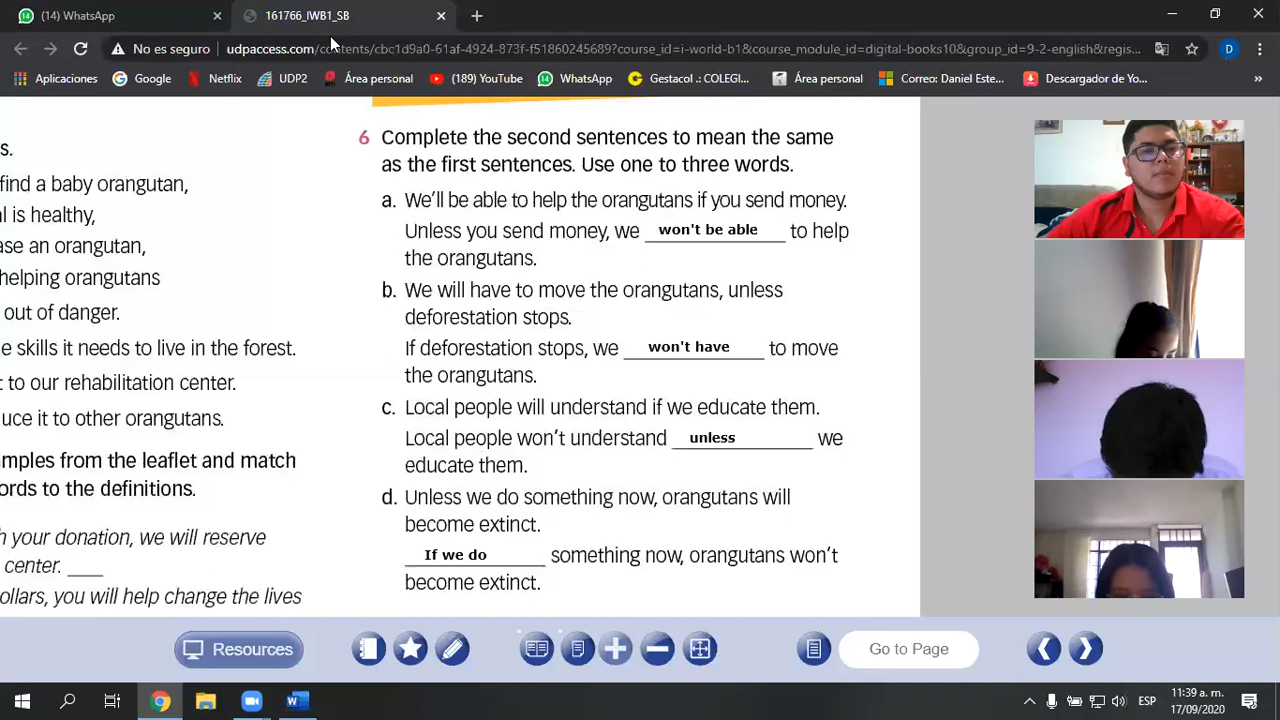 (14) WhatsApp
161766_IWB1_SB
No es seguro
udpaccess.com/contents/cbc1d9a0-61af-4924-873f-f51860245689?course_id=i-world-b1&course_module_id=digital-books10&group_id=9-2-english&regis...
D
Aplicaciones
Google
Netflix
UDP2
Área personal
(189) YouTube
WhatsApp
Gestacol .: COLEGI...
Área personal
Correo: Daniel Este...
Descargador de Yo...
»
s.
find a baby orangutan,
al is healthy,
ase an orangutan,
helping orangutans
out of danger.
e skills it needs to live in the forest.
t to our rehabilitation center.
uce it to other orangutans.
amples from the leaflet and match
ords to the definitions.
h your donation, we will reserve
center. ____
ollars, you will help change the lives
6 Complete the second sentences to mean the same
as the first sentences. Use one to three words.
a. We'll be able to help the orangutans if you send money.
Unless you send money, we won't be able to help
the orangutans.
b. We will have to move the orangutans, unless
deforestation stops.
If deforestation stops, we won't have to move
the orangutans.
c. Local people will understand if we educate them.
Local people won't understand unless we
educate them.
d. Unless we do something now, orangutans will
become extinct.
If we do something now, orangutans won't
become extinct.
Resources
Go to Page
ESP
11:39 a. m.
17/09/2020